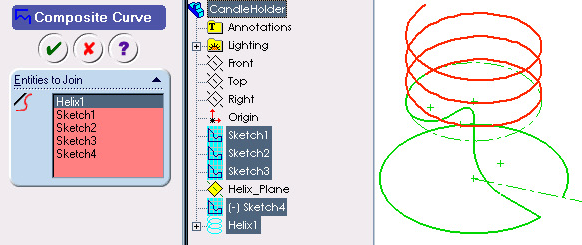 Composite Curve
?
Entities to Join
Helix1
Sketch1
Sketch2
Sketch3
Sketch4
CandleHolder
Annotations
Lighting
Front
Top
Right
Origin
Sketch1
Sketch2
Sketch3
Helix_Plane
(-) Sketch4
Helix1